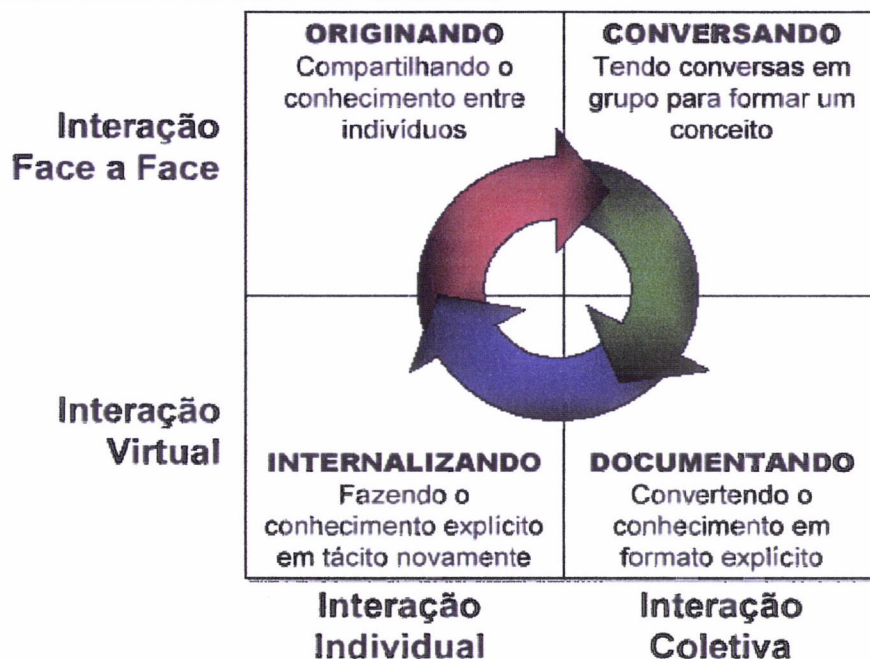 ORIGINANDO
Compartilhando o
conhecimento entre
indivíduos
CONVERSANDO
Tendo conversas em
grupo para formar um
conceito
Interação
Face a Face
Interação
Virtual
INTERNALIZANDO
Fazendo o
conhecimento explícito
em tácito novamente
DOCUMENTANDO
Convertendo o
conhecimento em
formato explícito
Interação
Individual
Interação
Coletiva